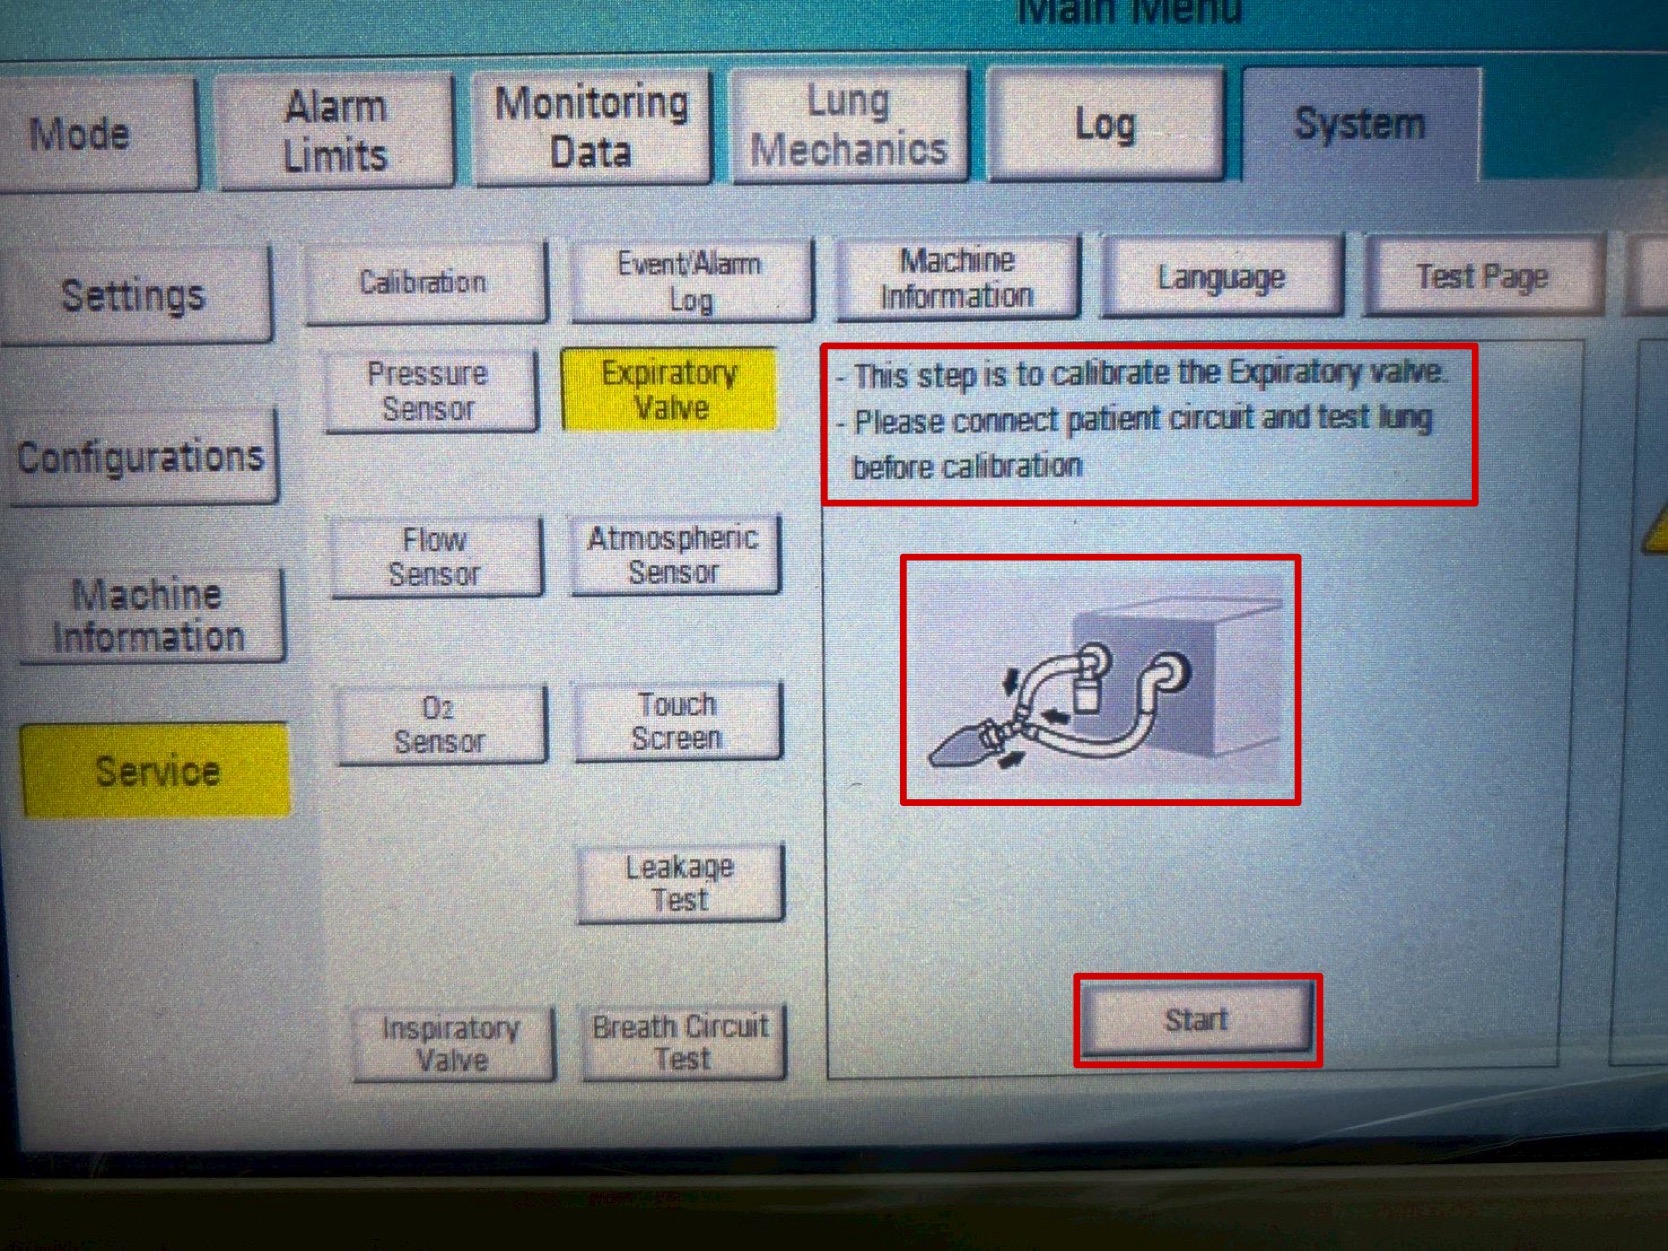 Main Menu
Mode
Alarm
Limits
Monitoring
Data
Lung
Mechanics
Log
System
Settings
Calibration
Event/Alarm
Log
Machine
Information
Language
Test Page
Pressure
Sensor
Expiratory
Valve
- This step is to calibrate the Expiratory valve.
- Please connect patient circuit and test lung
before calibration
Configurations
Flow
Sensor
Atmospheric
Sensor
Machine
Information
O2
Sensor
Touch
Screen
Service
Leakage
Test
Inspiratory
Valve
Breath Circuit
Test
Start